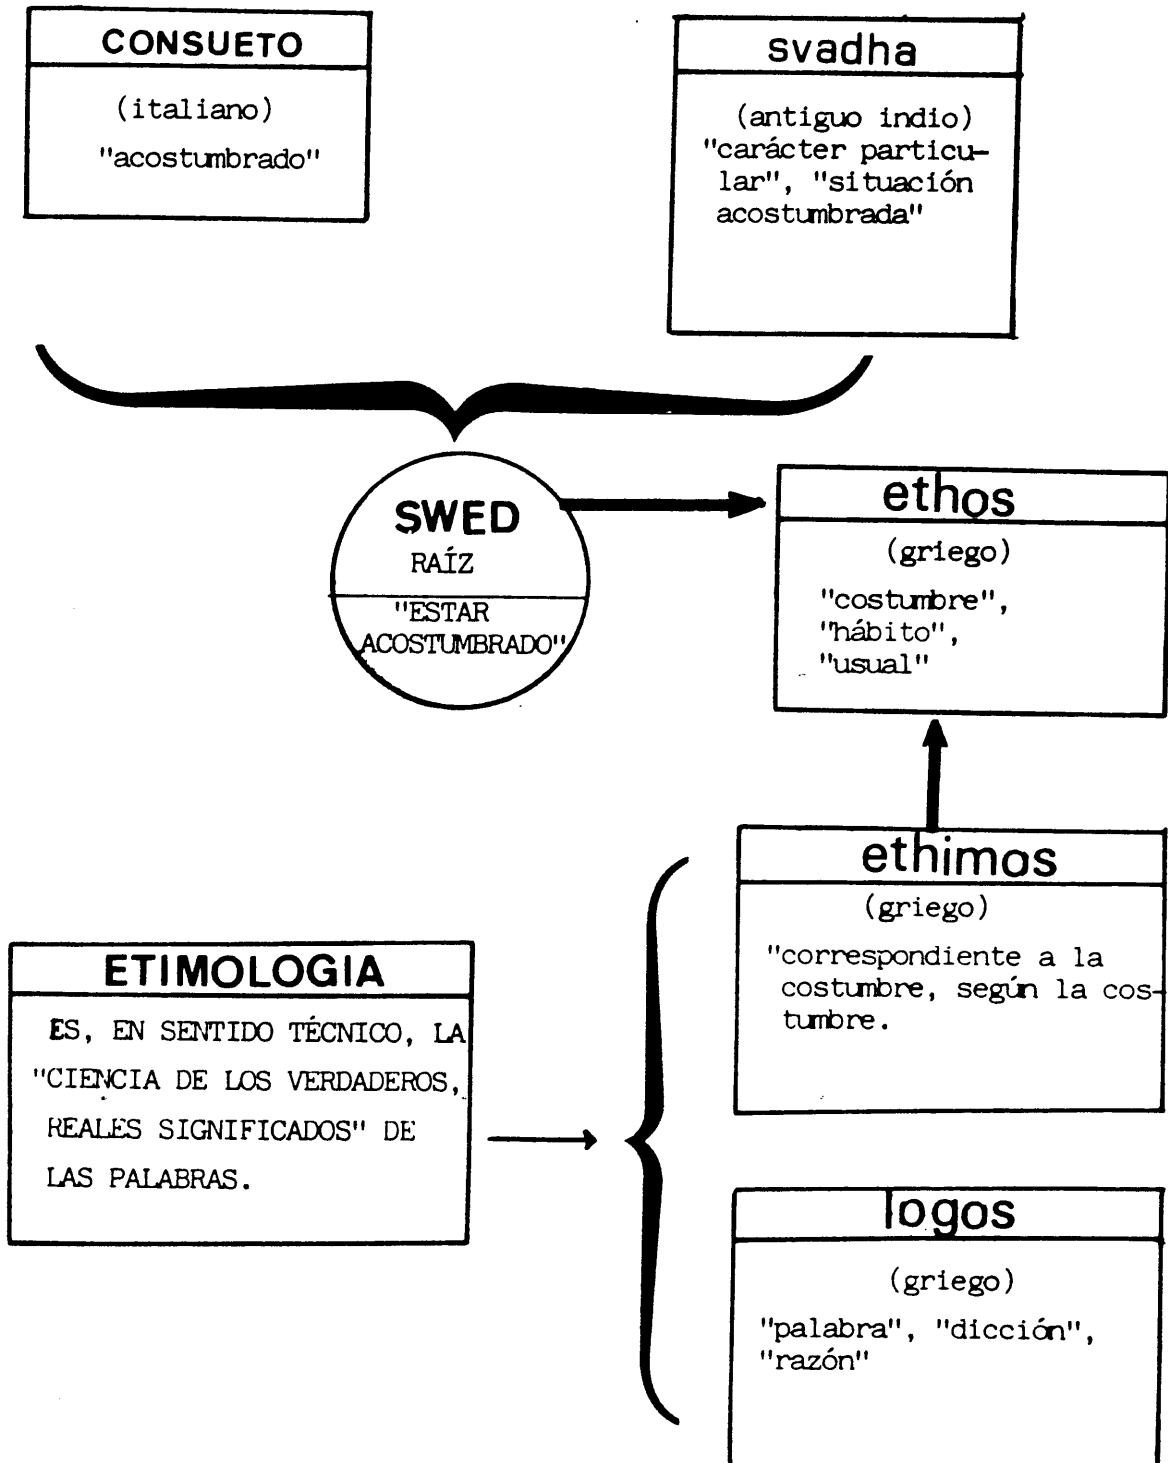 CONSUETO
(italiano)
"acostumbrado"
svadha
(antiguo indio)
"carácter particu-
lar", "situación
acostumbrada"
SWED
RAÍZ
"ESTAR
ACOSTUMBRADO"
ethos
(griego)
"costumbre",
"hábito",
"usual"
ethimos
(griego)
"correspondiente a la
costumbre, según la cos-
tumbre.
ETIMOLOGIA
ES, EN SENTIDO TÉCNICO, LA
"CIENCIA DE LOS VERDADEROS,
REALES SIGNIFICADOS" DE
LAS PALABRAS.
logos
(griego)
"palabra", "dicción",
"razón"